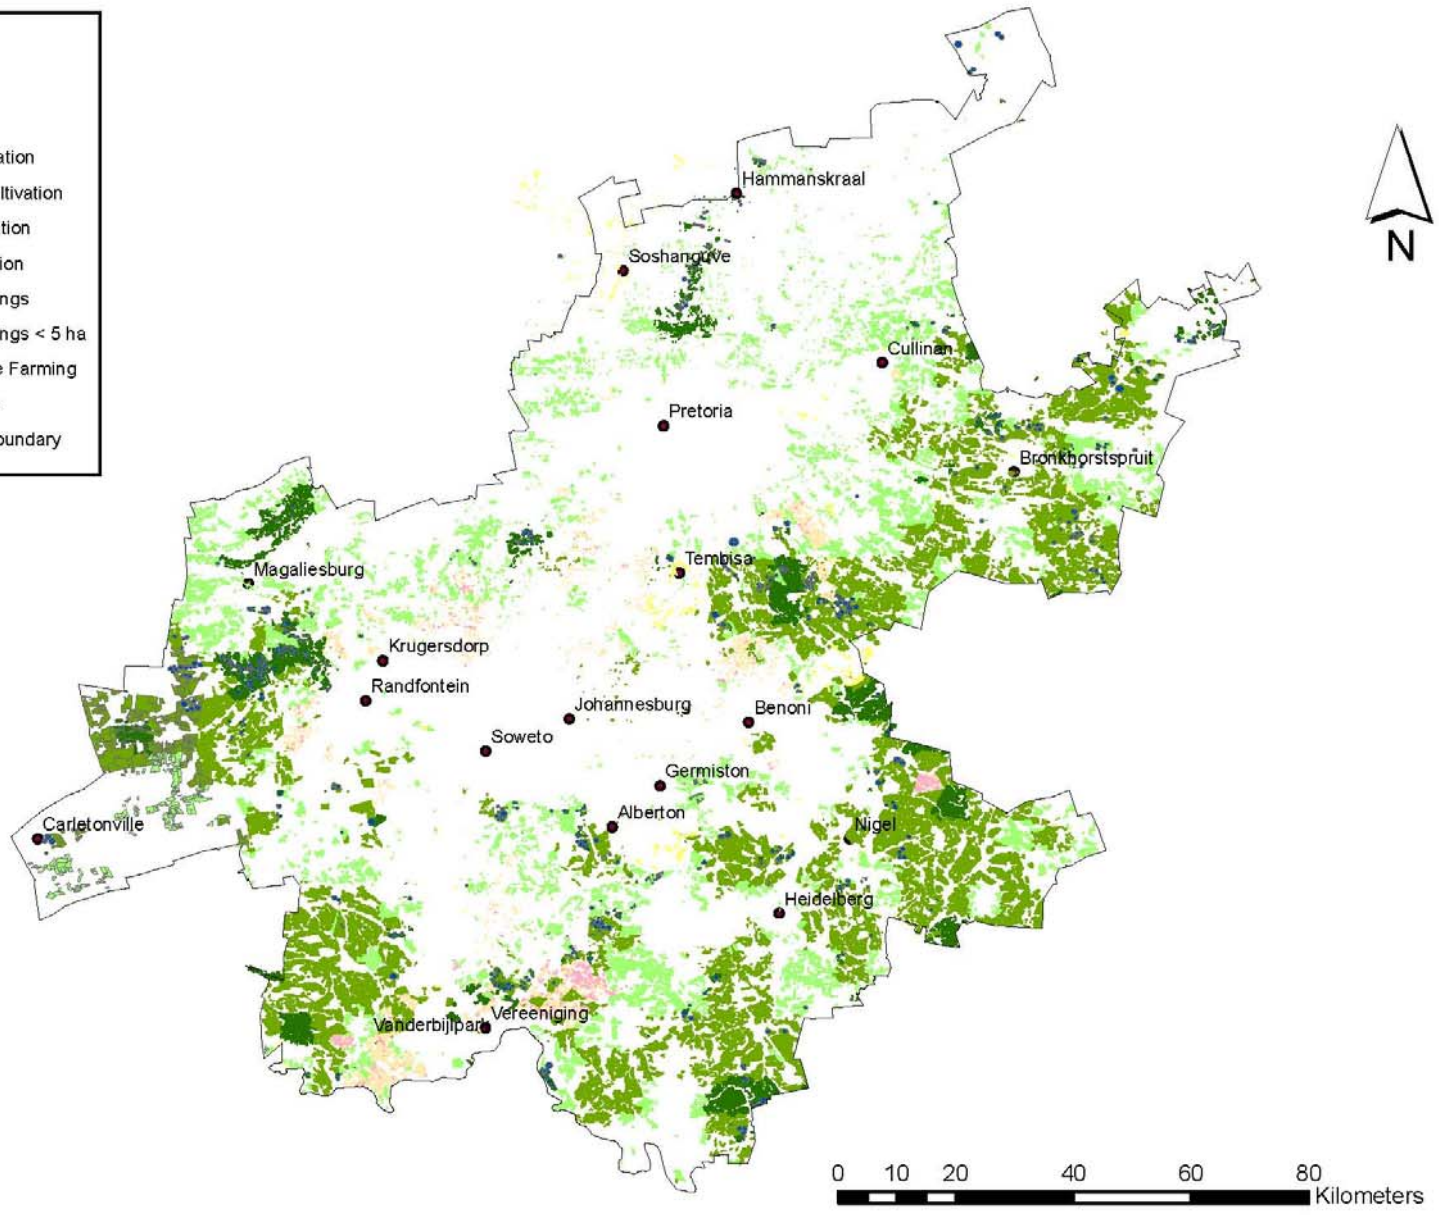 ation
ltivation
tion
ion
ngs
ngs < 5 ha
e Farming
oundary
N
Hammanskraal
Soshanguve
Cullinan
Pretoria
Bronkhorstspruit
Tembisa
Magaliesburg
Krugersdorp
Randfontein
Johannesburg
Benoni
Soweto
Germiston
Alberton
Carletonville
Nigel
Heidelberg
Vanderbijlpark
Vereeniging
0 10 20 40 60 80
Kilometers